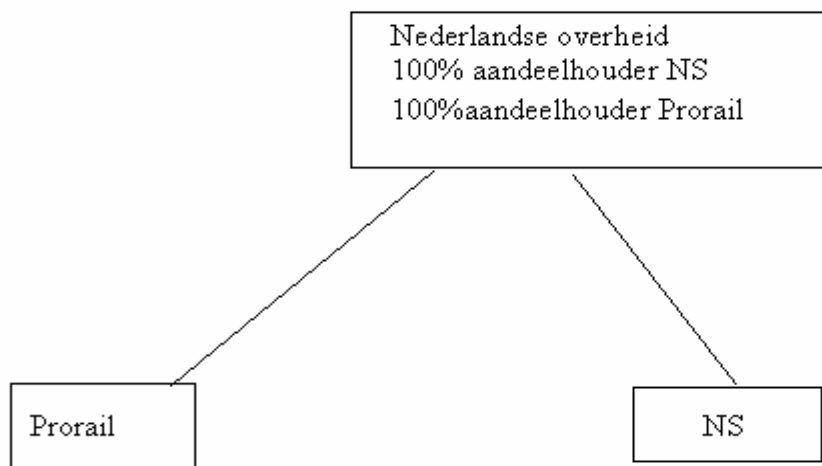 Nederlandse overheid
100% aandeelhouder NS
100%aandeelhouder Prorail
Prorail
NS